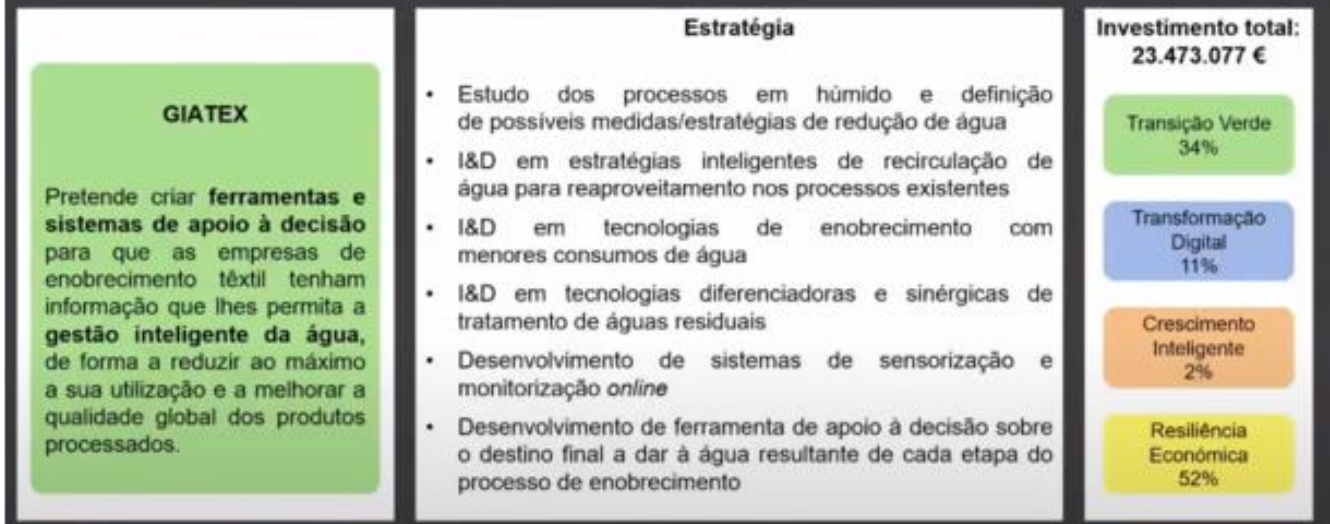 GIATEX
Pretende criar ferramentas e
sistemas de apoio à decisão
para que as empresas de
enobrecimento têxtil tenham
informação que lhes permita a
gestão inteligente da água,
de forma a reduzir ao máximo
a sua utilização e a melhorar a
qualidade global dos produtos
processados.
Estratégia
• Estudo dos processos em húmido e definição
de possíveis medidas/estratégias de redução de água
• I&D em estratégias inteligentes de recirculação de
água para reaproveitamento nos processos existentes
• I&D em tecnologias de enobrecimento com
menores consumos de água
• I&D em tecnologias diferenciadoras e sinérgicas de
tratamento de águas residuais
• Desenvolvimento de sistemas de sensorização e
monitorização online
• Desenvolvimento de ferramenta de apoio à decisão sobre
o destino final a dar à água resultante de cada etapa do
processo de enobrecimento
Investimento total:
23.473.077 €
Transição Verde
34%
Transformação
Digital
11%
Crescimento
Inteligente
2%
Resiliência
Económica
52%